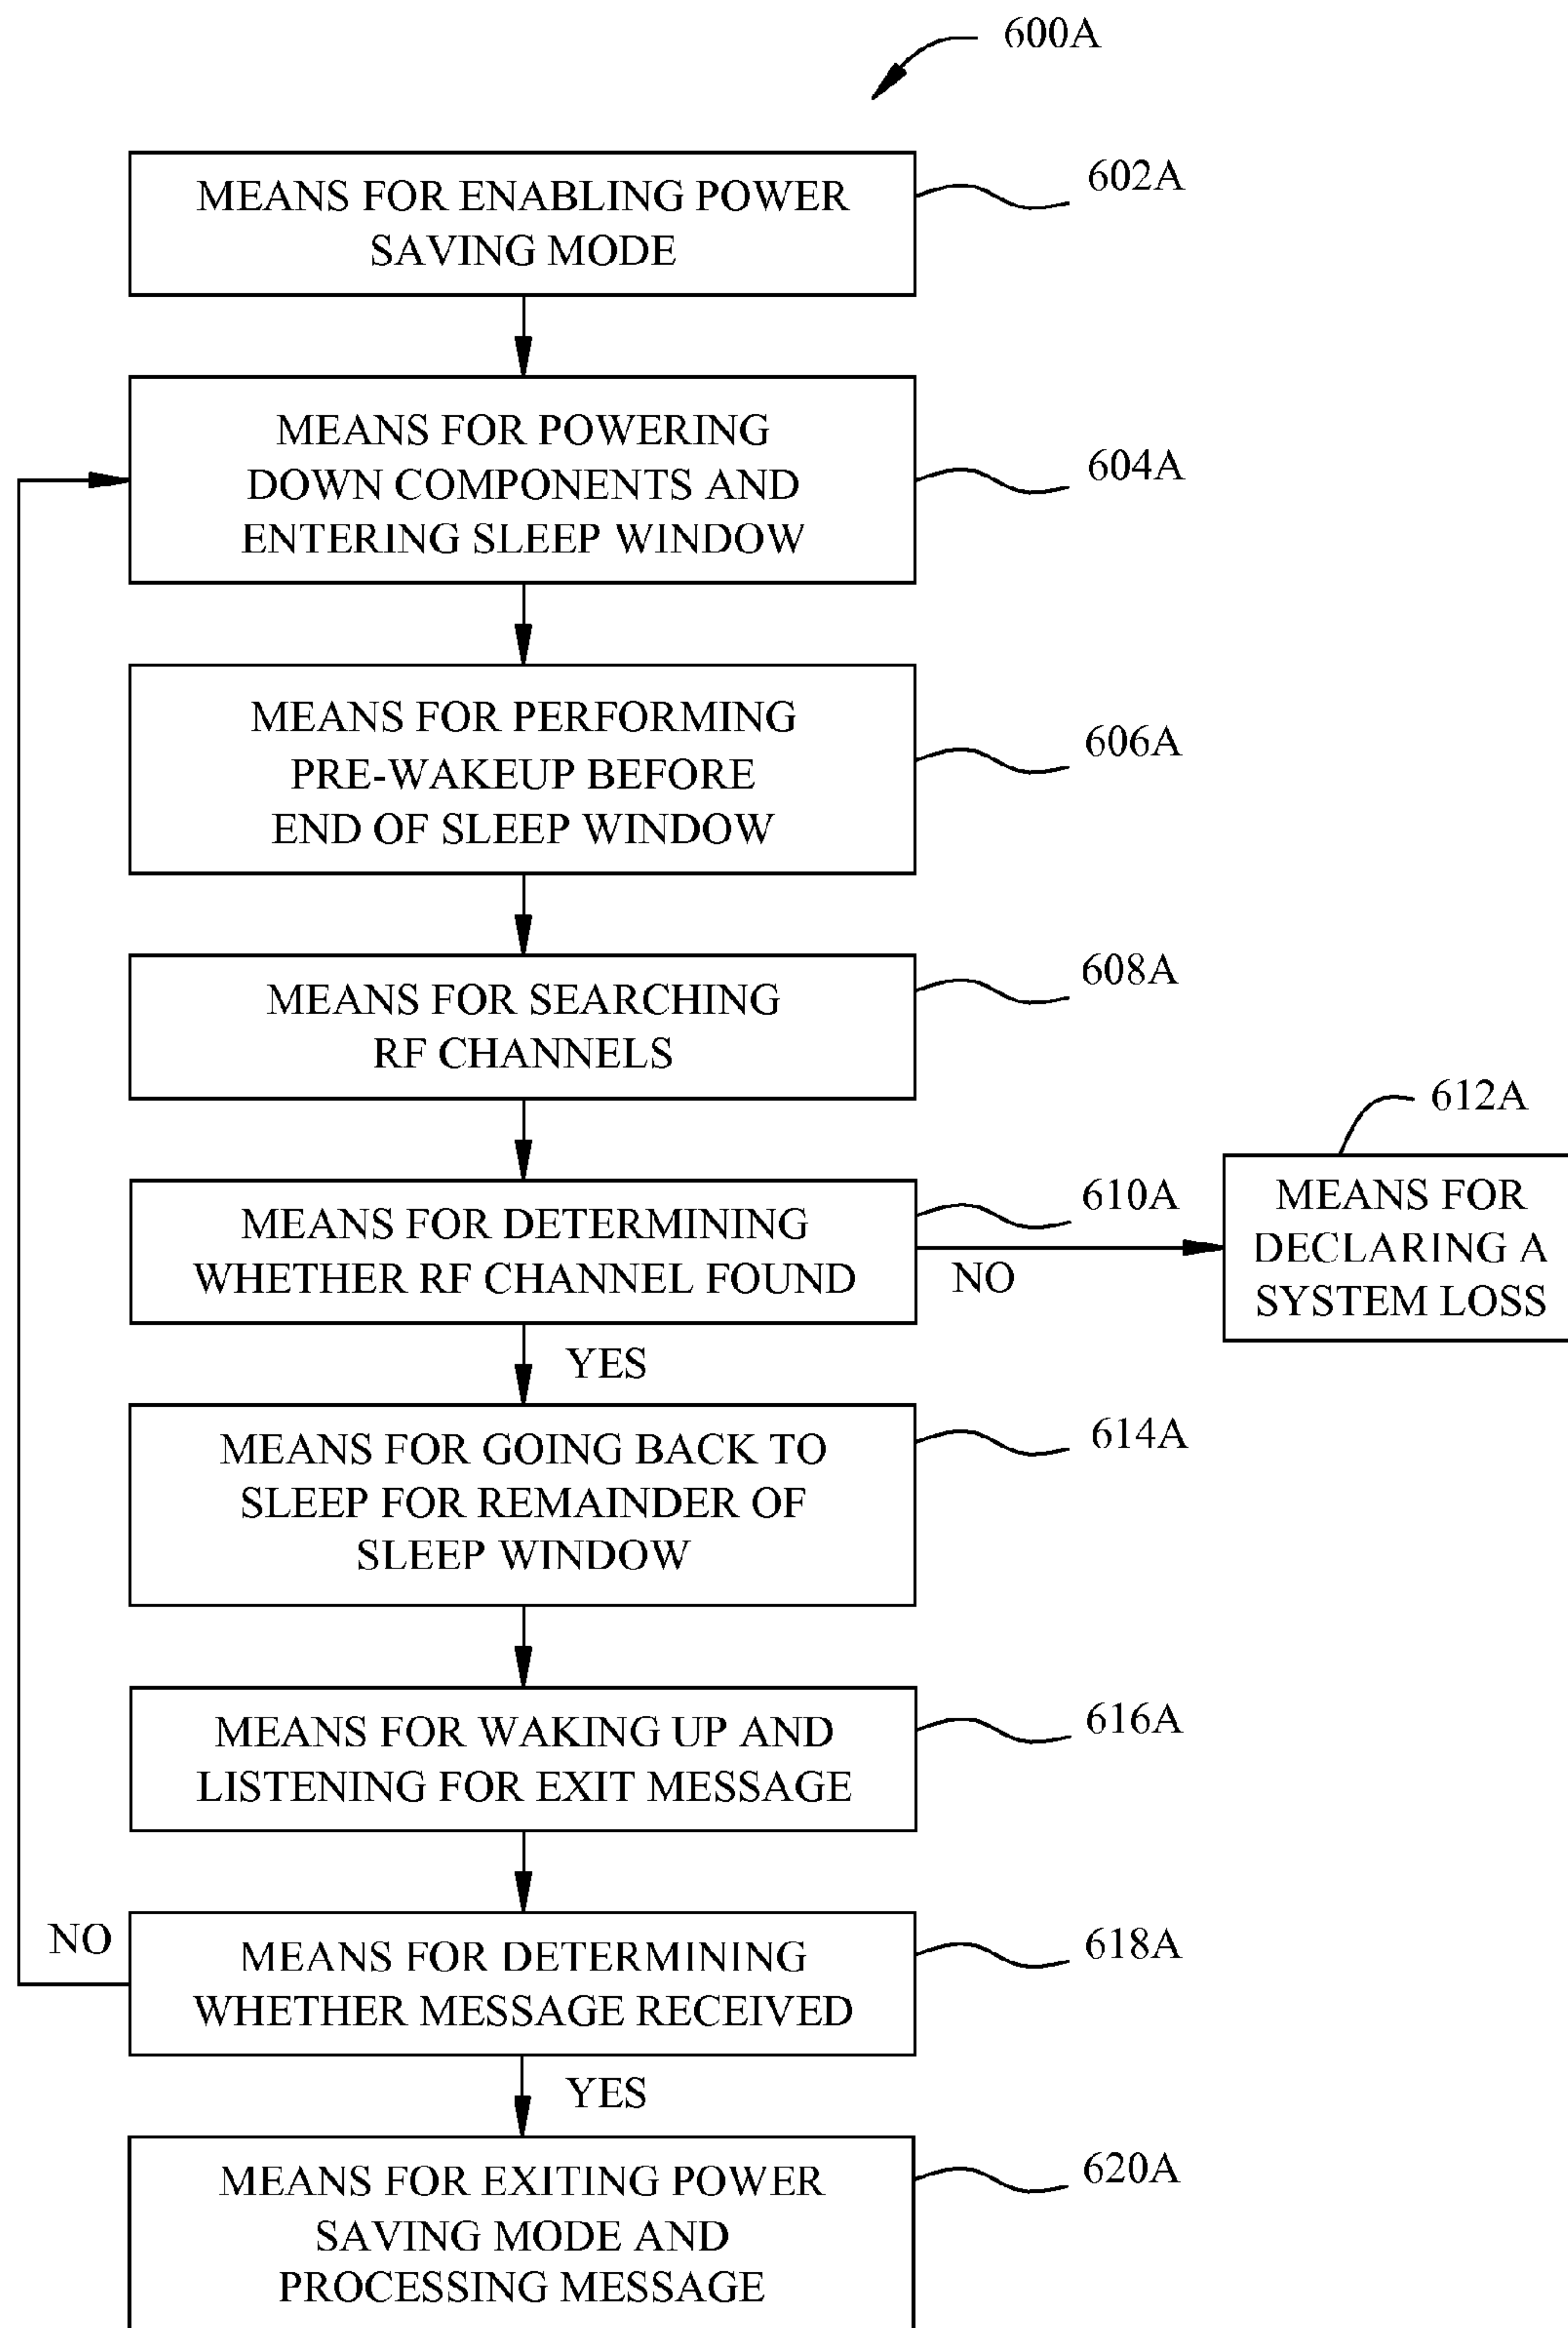 600A
MEANS FOR ENABLING POWER
SAVING MODE
602A
MEANS FOR POWERING
DOWN COMPONENTS AND
ENTERING SLEEP WINDOW
604A
MEANS FOR PERFORMING
PRE-WAKEUP BEFORE
END OF SLEEP WINDOW
606A
MEANS FOR SEARCHING
RF CHANNELS
608A
MEANS FOR DETERMINING
WHETHER RF CHANNEL FOUND
610A
NO
612A
MEANS FOR
DECLARING A
SYSTEM LOSS
YES
MEANS FOR GOING BACK TO
SLEEP FOR REMAINDER OF
SLEEP WINDOW
614A
MEANS FOR WAKING UP AND
LISTENING FOR EXIT MESSAGE
616A
NO
MEANS FOR DETERMINING
WHETHER MESSAGE RECEIVED
618A
YES
MEANS FOR EXITING POWER
SAVING MODE AND
PROCESSING MESSAGE
620A